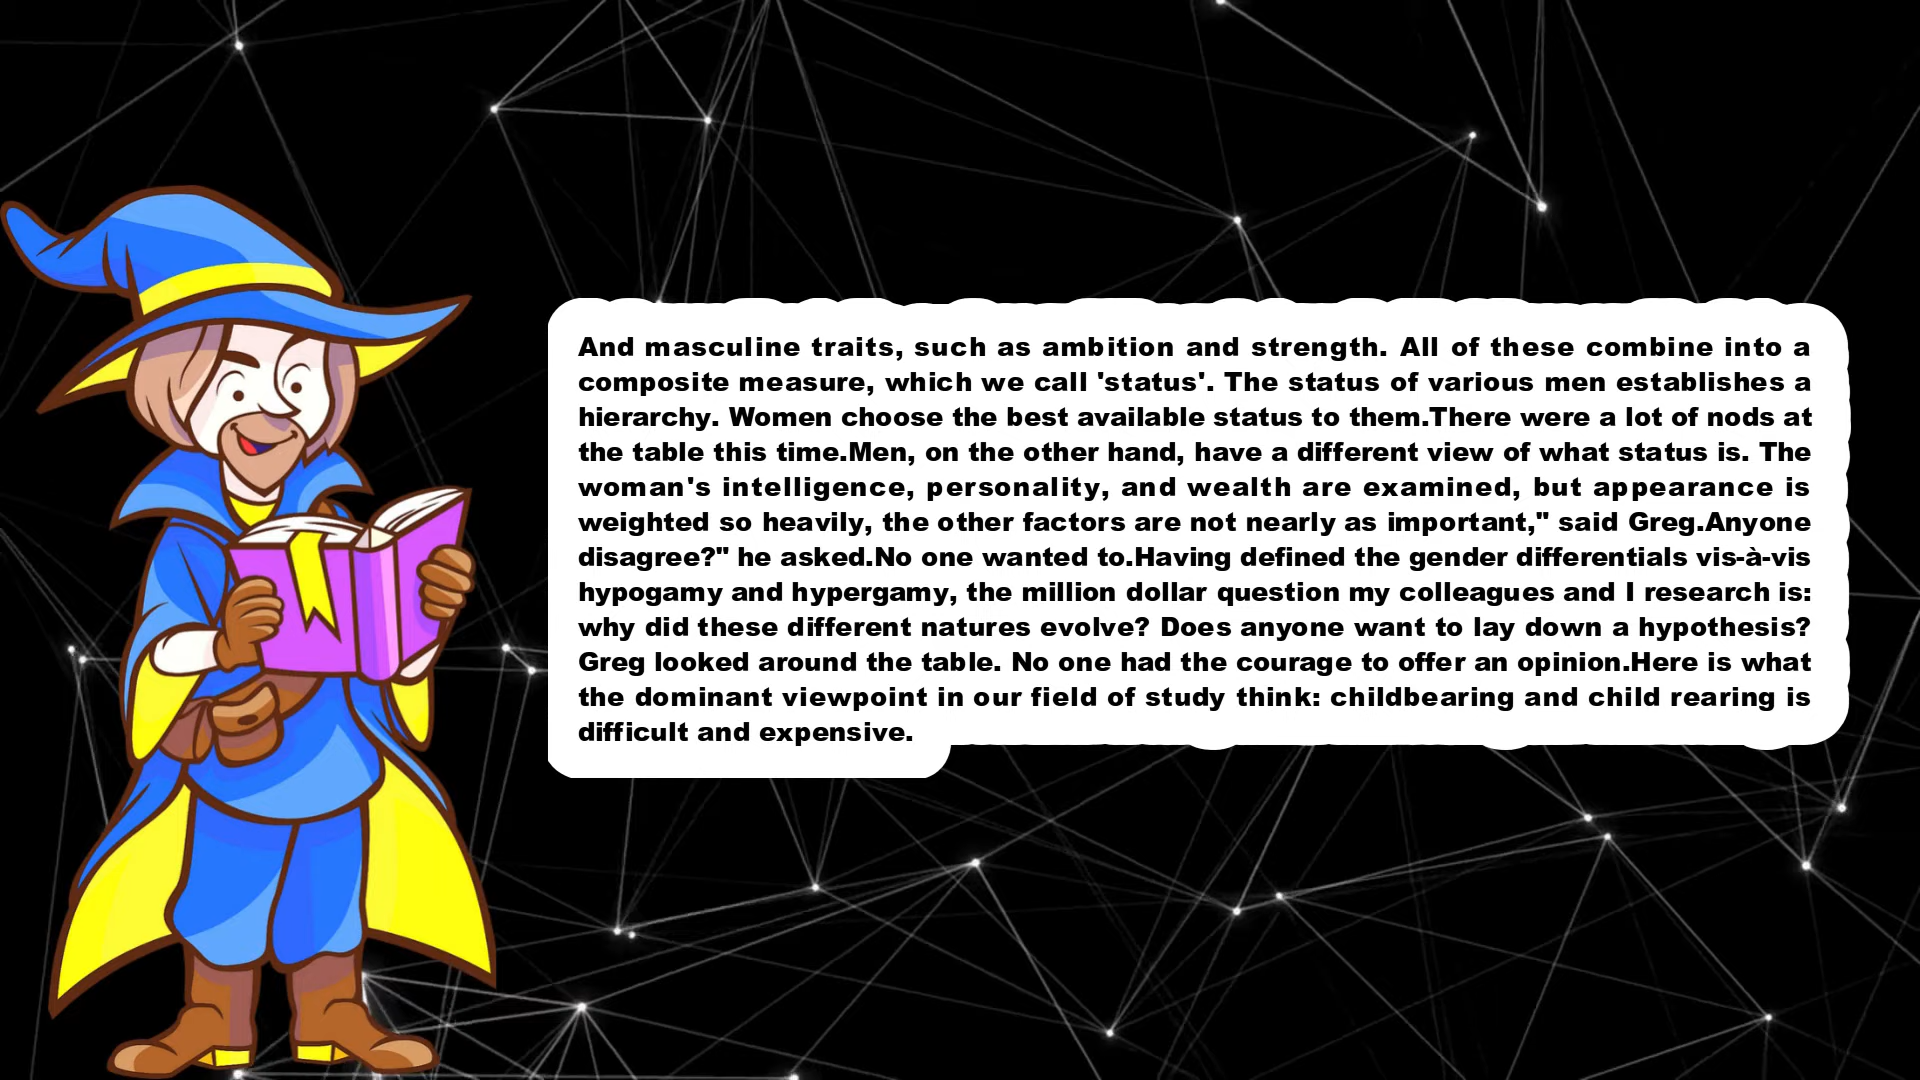 And masculine traits, such as ambition and strength. All of these combine into a
composite measure, which we call 'status'. The status of various men establishes a
hierarchy. Women choose the best available status to them.There were a lot of nods at
the table this time.Men, on the other hand, have a different view of what status is. The
woman's intelligence, personality, and wealth are examined, but appearance is
weighted so heavily, the other factors are not nearly as important," said Greg.Anyone
disagree?" he asked.No one wanted to.Having defined the gender differentials vis-à-vis
hypogamy and hypergamy, the million dollar question my colleagues and I research is:
why did these different natures evolve? Does anyone want to lay down a hypothesis?
Greg looked around the table. No one had the courage to offer an opinion.Here is what
the dominant viewpoint in our field of study think: childbearing and child rearing is
difficult and expensive.